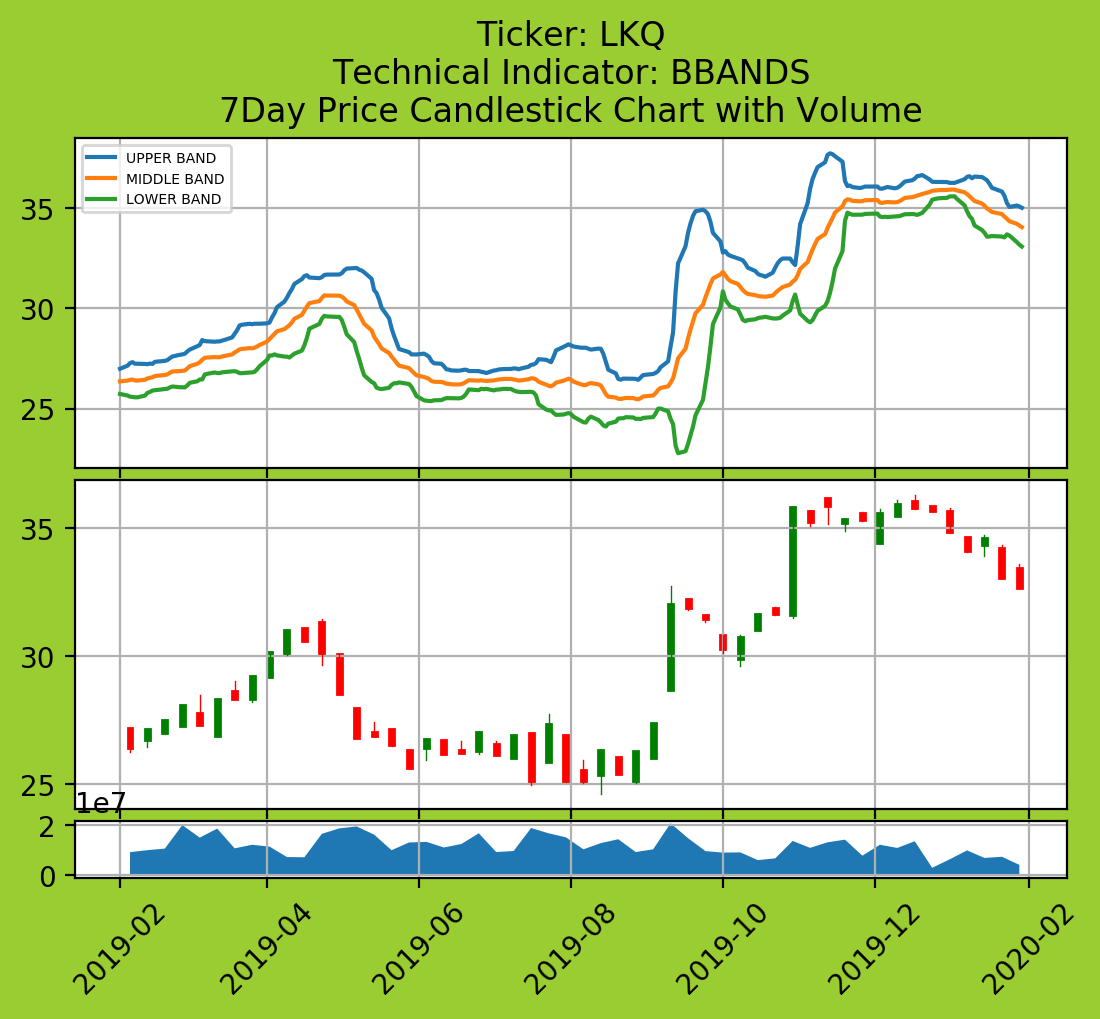 Ticker: LKQ
Technical Indicator: BBANDS
7Day Price Candlestick Chart with Volume
UPPER BAND
MIDDLE BAND
LOWER BAND
35
30
25
35
30
25
1e7
2
0
2019-02
2019-04
2019-06
2019-08
2019-10
2019-12
2020-02